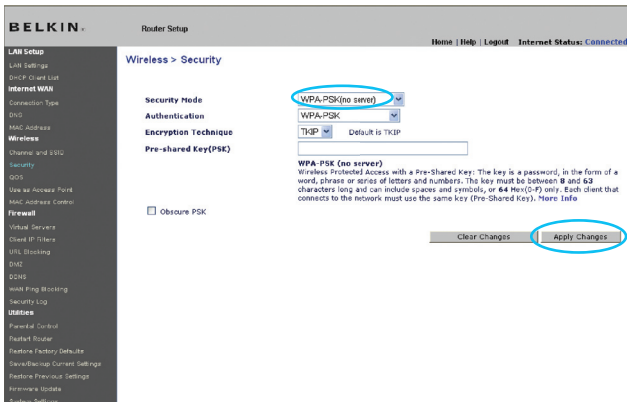 BELKIN.
Router Setup
Home | Help | Logout Internet Status: Connected
LAN Setup
LAN Settings
DHCP Client List
Internet WAN
Connection Type
DNS
MAC Address
Wireless
Channel and SSID
Security
QOS
Use as Access Point
MAC Address Control
Firewall
Virtual Servers
Client IP Filters
URL Blocking
DMZ
DDNS
WAN Ping Blocking
Security Log
Utilities
Parental Control
Restart Router
Restore Factory Defaults
Save/Backup Current Settings
Restore Previous Settings
Firmware Update
System Settings
Wireless > Security
Security Mode WPA-PSK(no server)
Authentication WPA-PSK
Encryption Technique TKIP Default is TKIP
Pre-shared Key(PSK)
WPA-PSK (no server)
Wireless Protected Access with a Pre-Shared Key: The key is a password, in the form of a
word, phrase or series of letters and numbers. The key must be between 8 and 63
characters long and can include spaces and symbols, or 64 Hex(0-F) only. Each client that
connects to the network must use the same key (Pre-Shared Key). More Info
Obscure PSK
Clear Changes Apply Changes